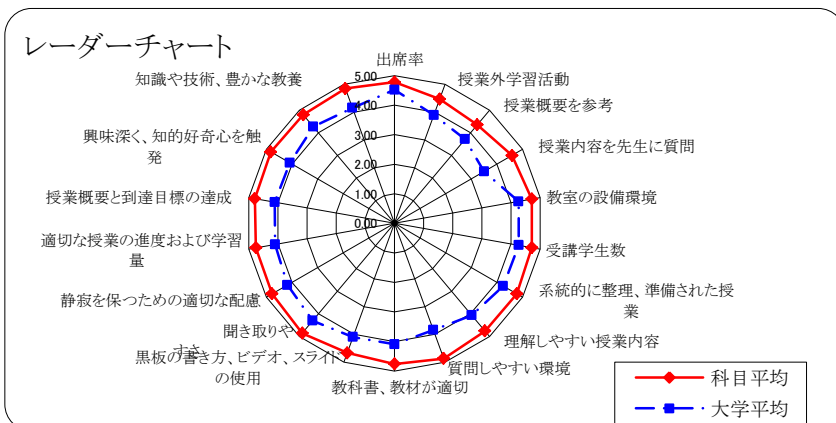 レーダーチャート
出席率
授業外学習活動
授業概要を参考
授業内容を先生に質問
教室の設備環境
受講学生数
系統的に整理、準備された授
業
理解しやすい授業内容
質問しやすい環境
教科書、教材が適切
黒板の書き方、ビデオ、スライド
の使用
聞き取りや
すさ
静寂を保つための適切な配慮
適切な授業の進度および学習
量
授業概要と到達目標の達成
興味深く、知的好奇心を触
発
知識や技術、豊かな教養
5.00
4.00
3.00
2.00
1.00
0.00
科目平均
大学平均